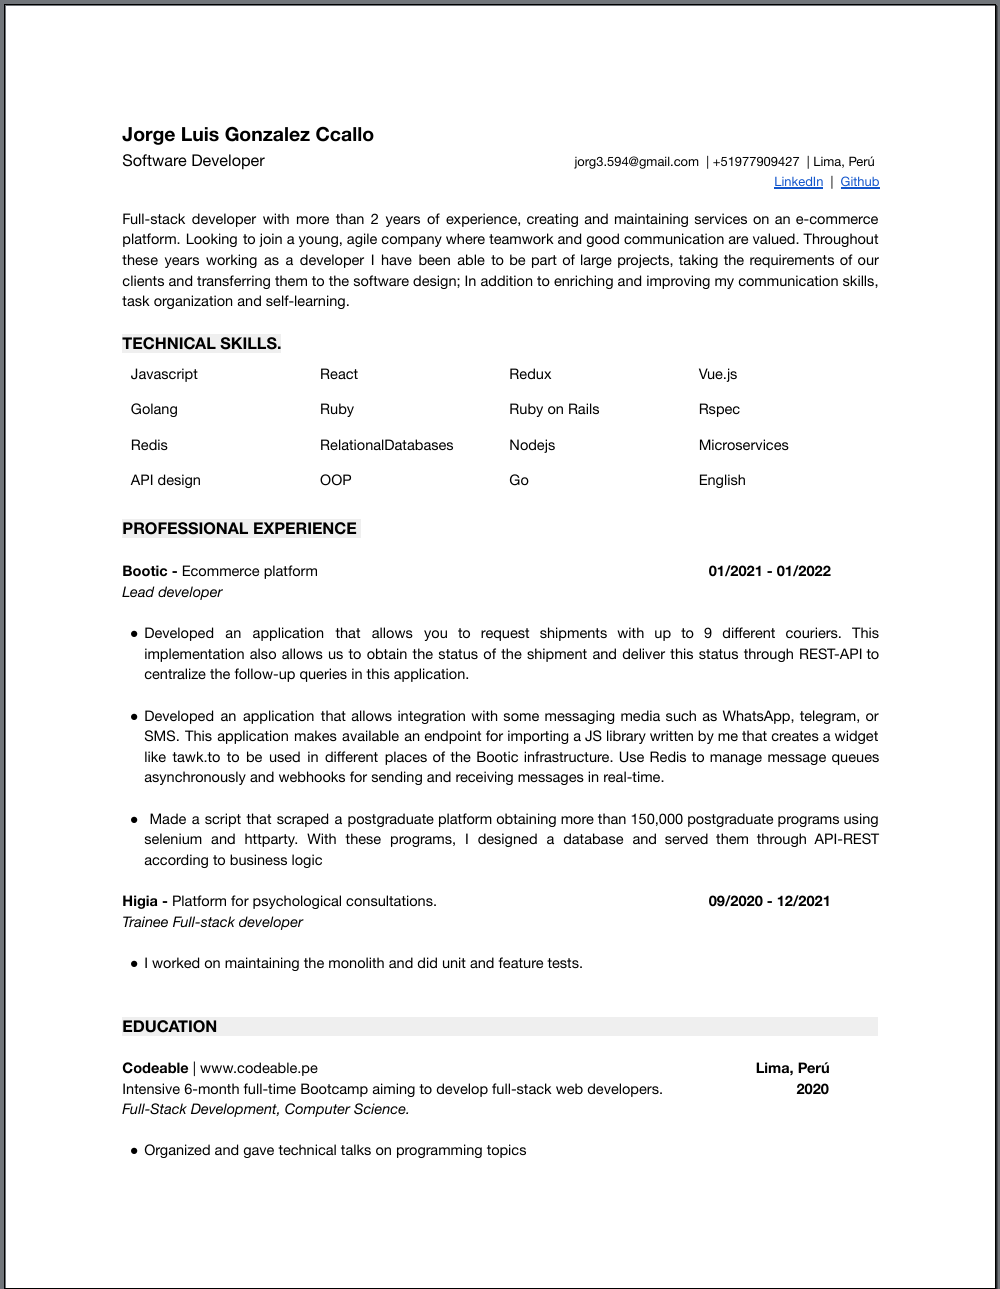 Jorge Luis Gonzalez Ccallo
Software Developer
jorg3.594@gmail.com | +51977909427 | Lima, Perú
LinkedIn | Github
Full-stack developer with more than 2 years of experience, creating and maintaining services on an e-commerce
platform. Looking to join a young, agile company where teamwork and good communication are valued. Throughout
these years working as a developer I have been able to be part of large projects, taking the requirements of our
clients and transferring them to the software design; In addition to enriching and improving my communication skills,
task organization and self-learning.
TECHNICAL SKILLS.
Javascript React Redux Vue.js
Golang Ruby Ruby on Rails Rspec
Redis RelationalDatabases Nodejs Microservices
API design OOP Go English
PROFESSIONAL EXPERIENCE
Bootic - Ecommerce platform 01/2021 - 01/2022
Lead developer
● Developed an application that allows you to request shipments with up to 9 different couriers. This
implementation also allows us to obtain the status of the shipment and deliver this status through REST-API to
centralize the follow-up queries in this application.
● Developed an application that allows integration with some messaging media such as WhatsApp, telegram, or
SMS. This application makes available an endpoint for importing a JS library written by me that creates a widget
like tawk.to to be used in different places of the Bootic infrastructure. Use Redis to manage message queues
asynchronously and webhooks for sending and receiving messages in real-time.
● Made a script that scraped a postgraduate platform obtaining more than 150,000 postgraduate programs using
selenium and httparty. With these programs, I designed a database and served them through API-REST
according to business logic
Higia - Platform for psychological consultations. 09/2020 - 12/2021
Trainee Full-stack developer
● I worked on maintaining the monolith and did unit and feature tests.
EDUCATION
Codeable | www.codeable.pe Lima, Perú
Intensive 6-month full-time Bootcamp aiming to develop full-stack web developers. 2020
Full-Stack Development, Computer Science.
● Organized and gave technical talks on programming topics